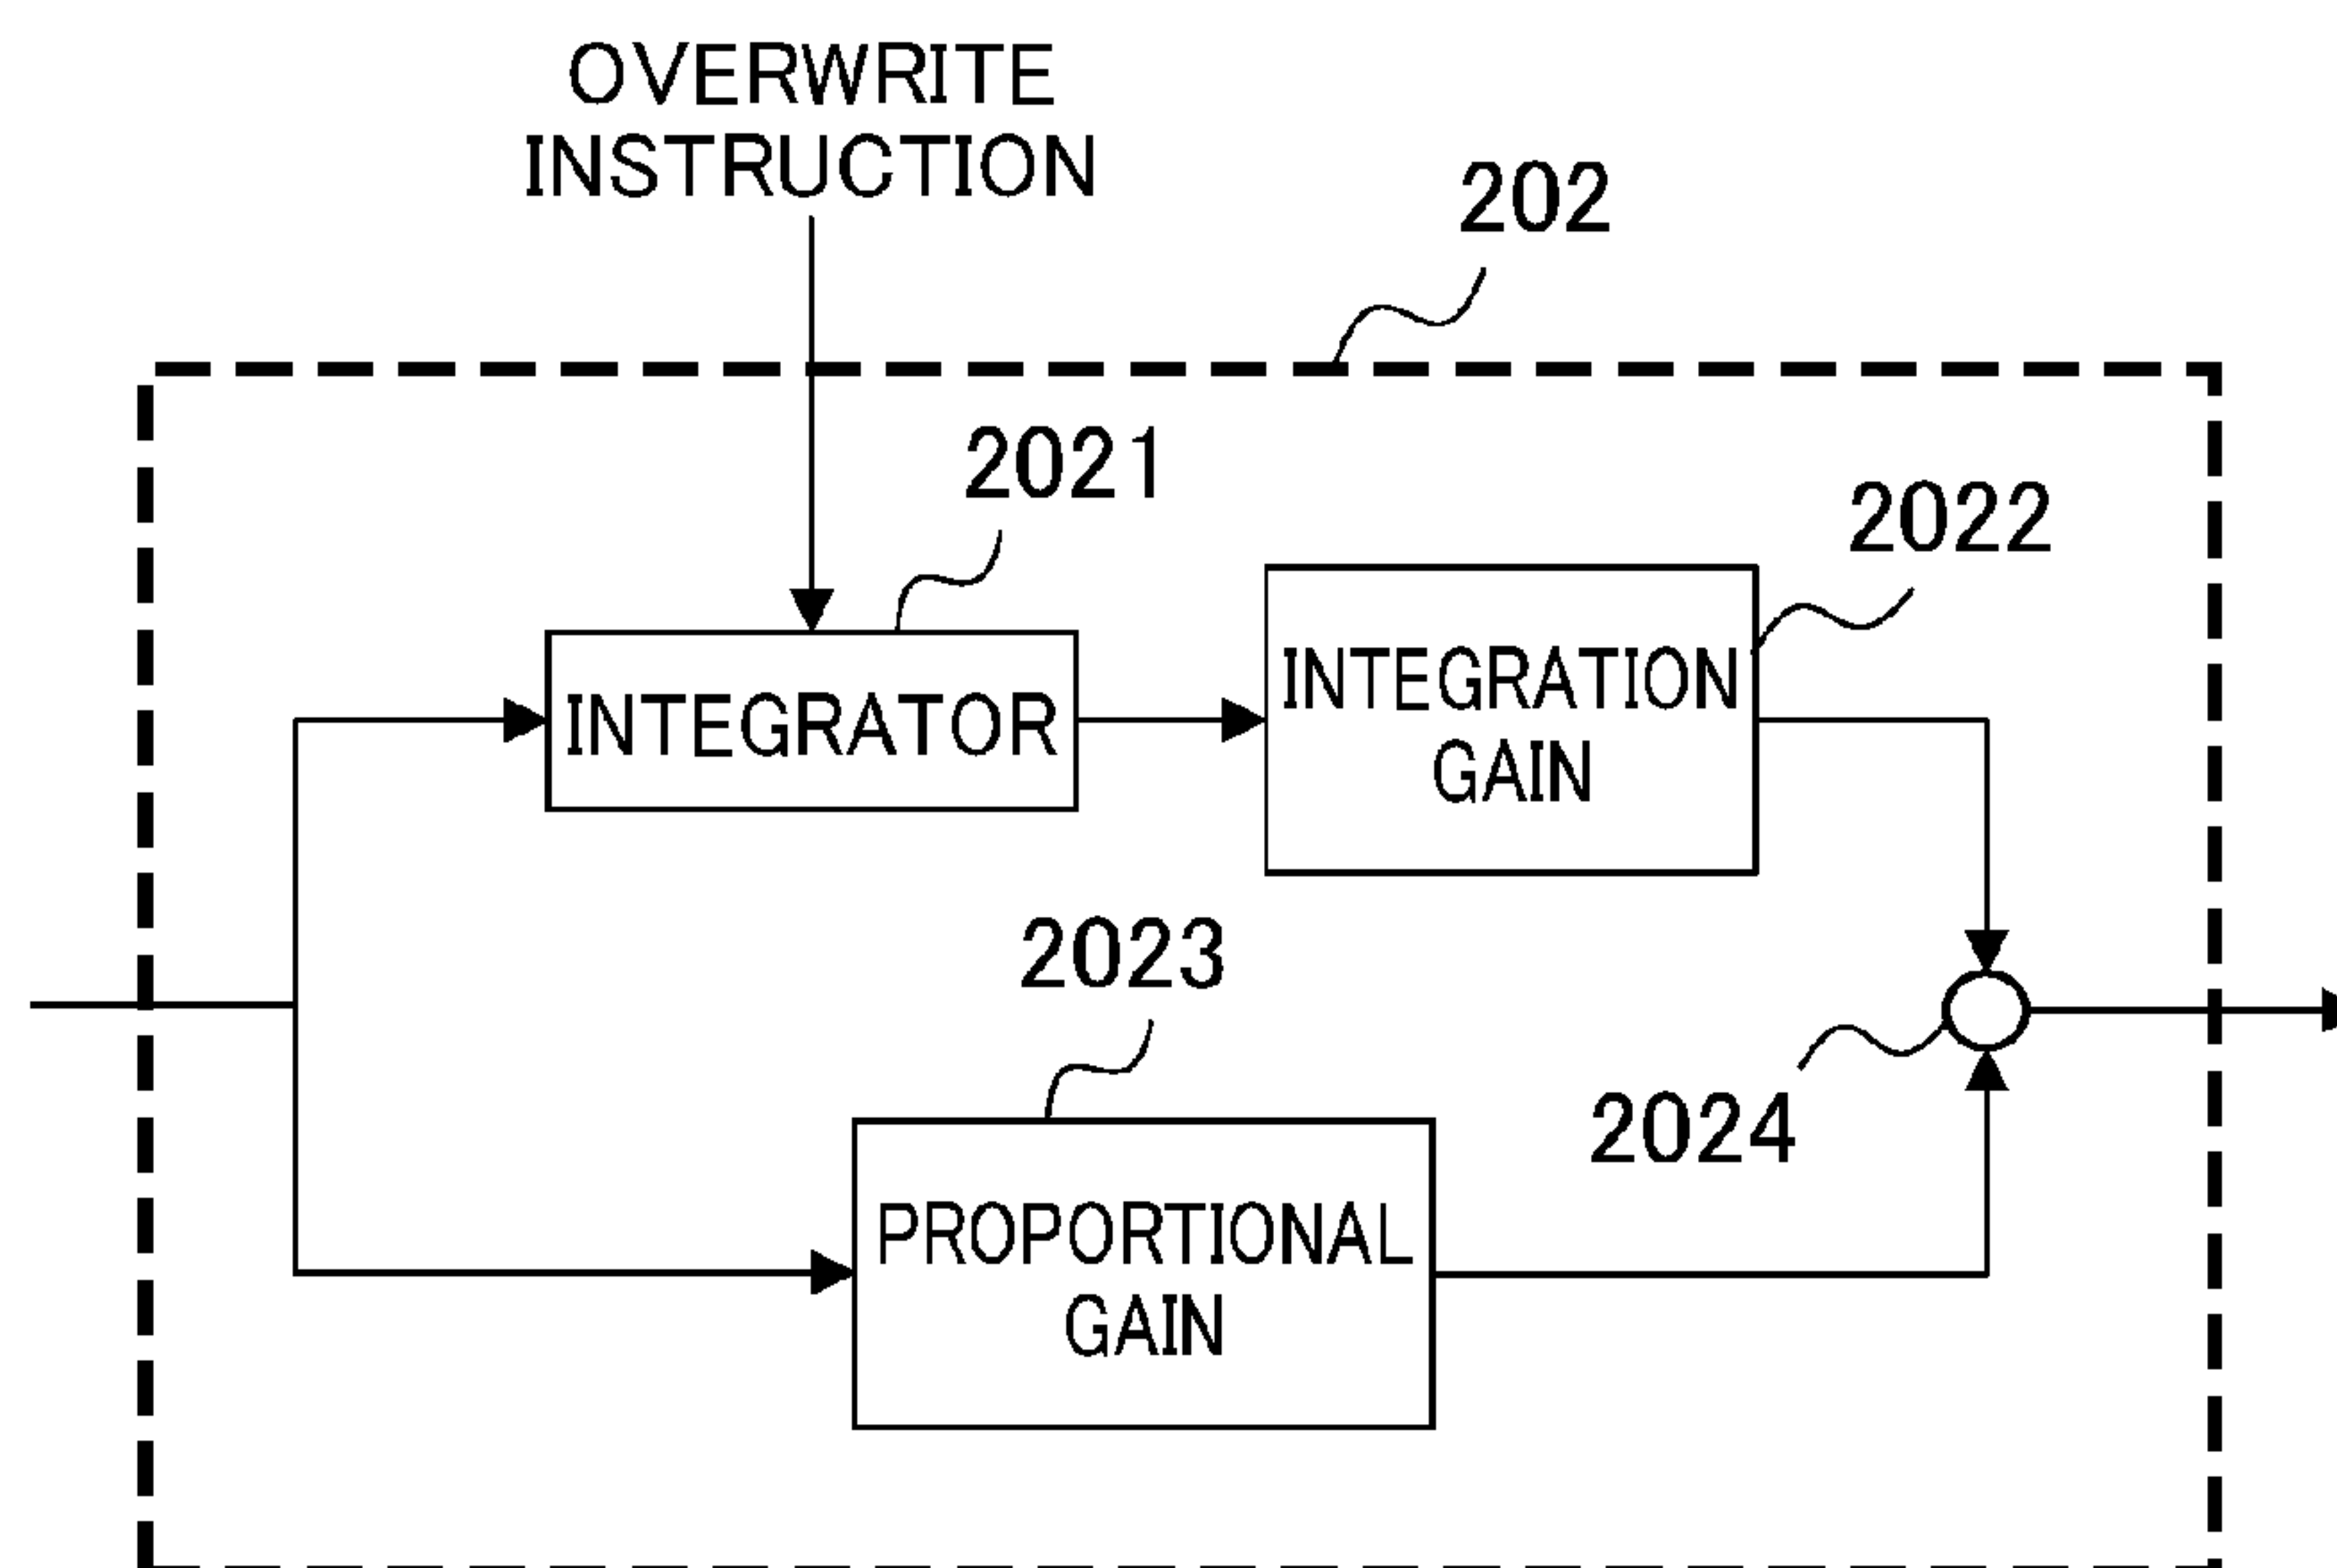 OVERWRITE
INSTRUCTION
202
2021
2022
INTEGRATOR
INTEGRATION
GAIN
2023
2024
PROPORTIONAL
GAIN